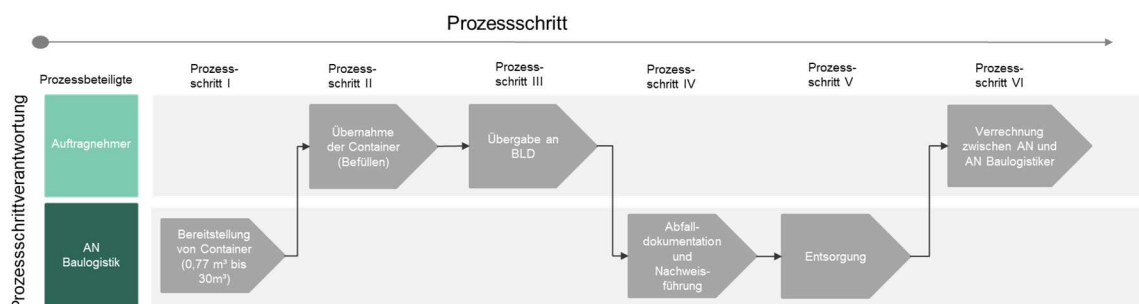 Prozessschritt
Prozessbeteiligte
Prozess-
schritt I
Prozess-
schritt II
Prozess-
schritt III
Prozess-
schritt IV
Prozess-
schritt V
Prozess-
schritt VI
Prozessschrittverantwortung
Auftragnehmer
Übernahme
der Container
(Befüllen)
Übergabe an
BLD
Verrechnung
zwischen AN und
AN Baulogistiker
AN
Baulogistik
Bereitstellung
von Container
(0,77 m³ bis
30m³)
Abfall-
dokumentation
und
Nachweis-
führung
Entsorgung